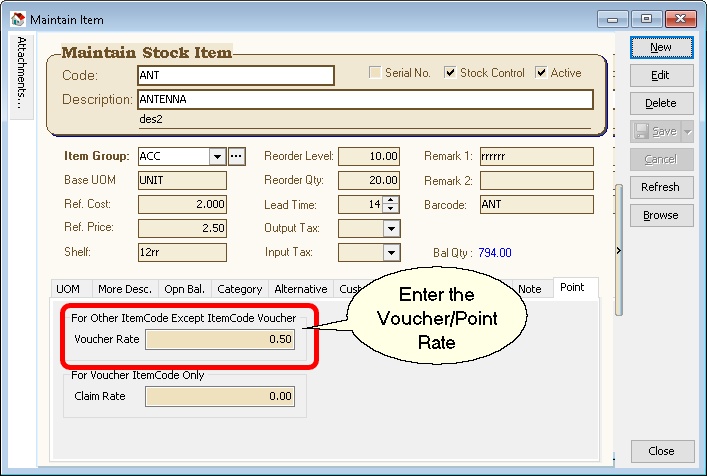 Maintain Item
Attachments...
Maintain Stock Item
Code: ANT Serial No. Stock Control Active
Description: ANTENNA
des2
Item Group: ACC Reorder Level: 10.00 Remark 1: rrrrrr
Base UOM UNIT Reorder Qty: 20.00 Remark 2:
Ref. Cost: 2.000 Lead Time: 14 Barcode: ANT
Ref. Price: 2.50 Output Tax:
Shelf: 12rr Input Tax: Bal Qty : 794.00
UOM More Desc. Opn Bal. Category Alternative Note Point
For Other ItemCode Except ItemCode Voucher
Voucher Rate 0.50
For Voucher ItemCode Only
Claim Rate 0.00
Enter the
Voucher/Point
Rate
New
Edit
Delete
Save
Cancel
Refresh
Browse
Close